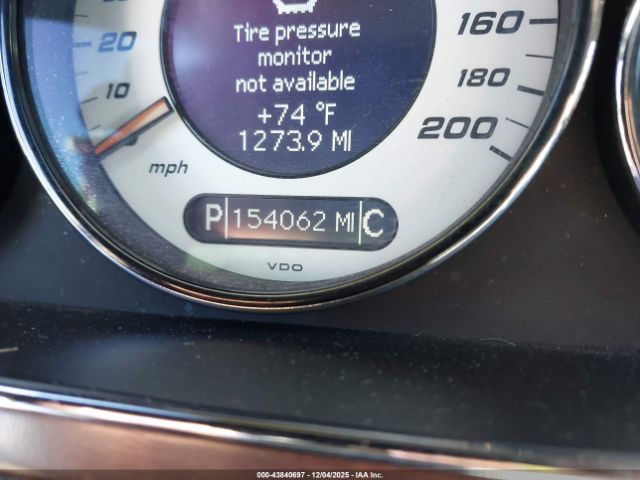 Tire pressure
monitor
not available
+74 °F
1273.9 MI
20
10
mph
160
180
200
P 154062 MI C
VDO
000-43840697 - 12/04/2025 - IAA Inc.